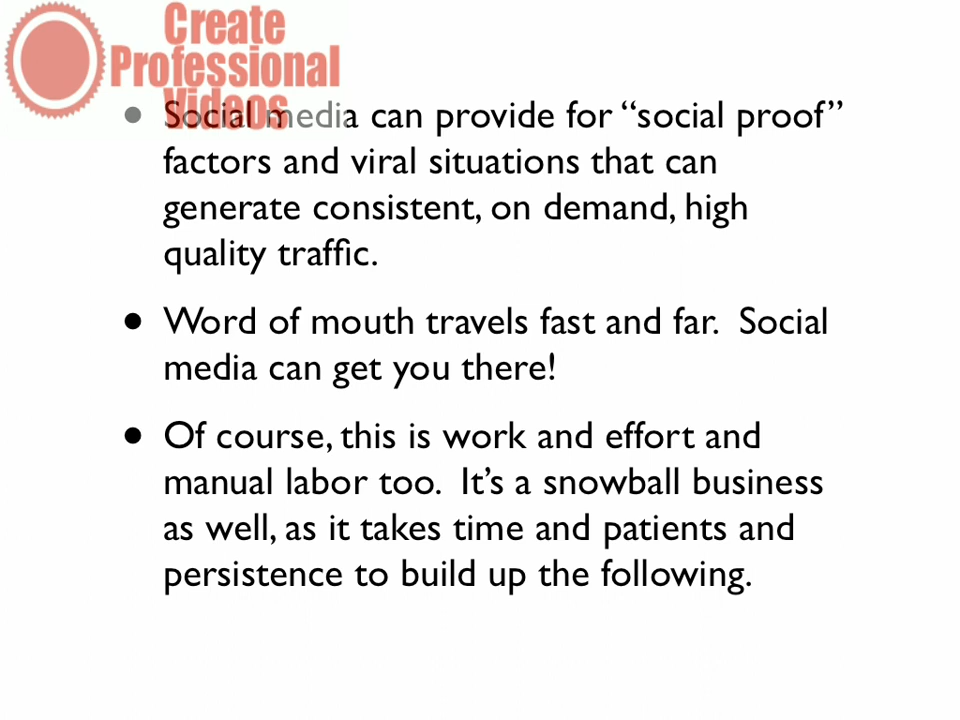 Create
Professional
Videos
• Social media can provide for “social proof”
factors and viral situations that can
generate consistent, on demand, high
quality traffic.
• Word of mouth travels fast and far.  Social
media can get you there!
• Of course, this is work and effort and
manual labor too.  It’s a snowball business
as well, as it takes time and patients and
persistence to build up the following.